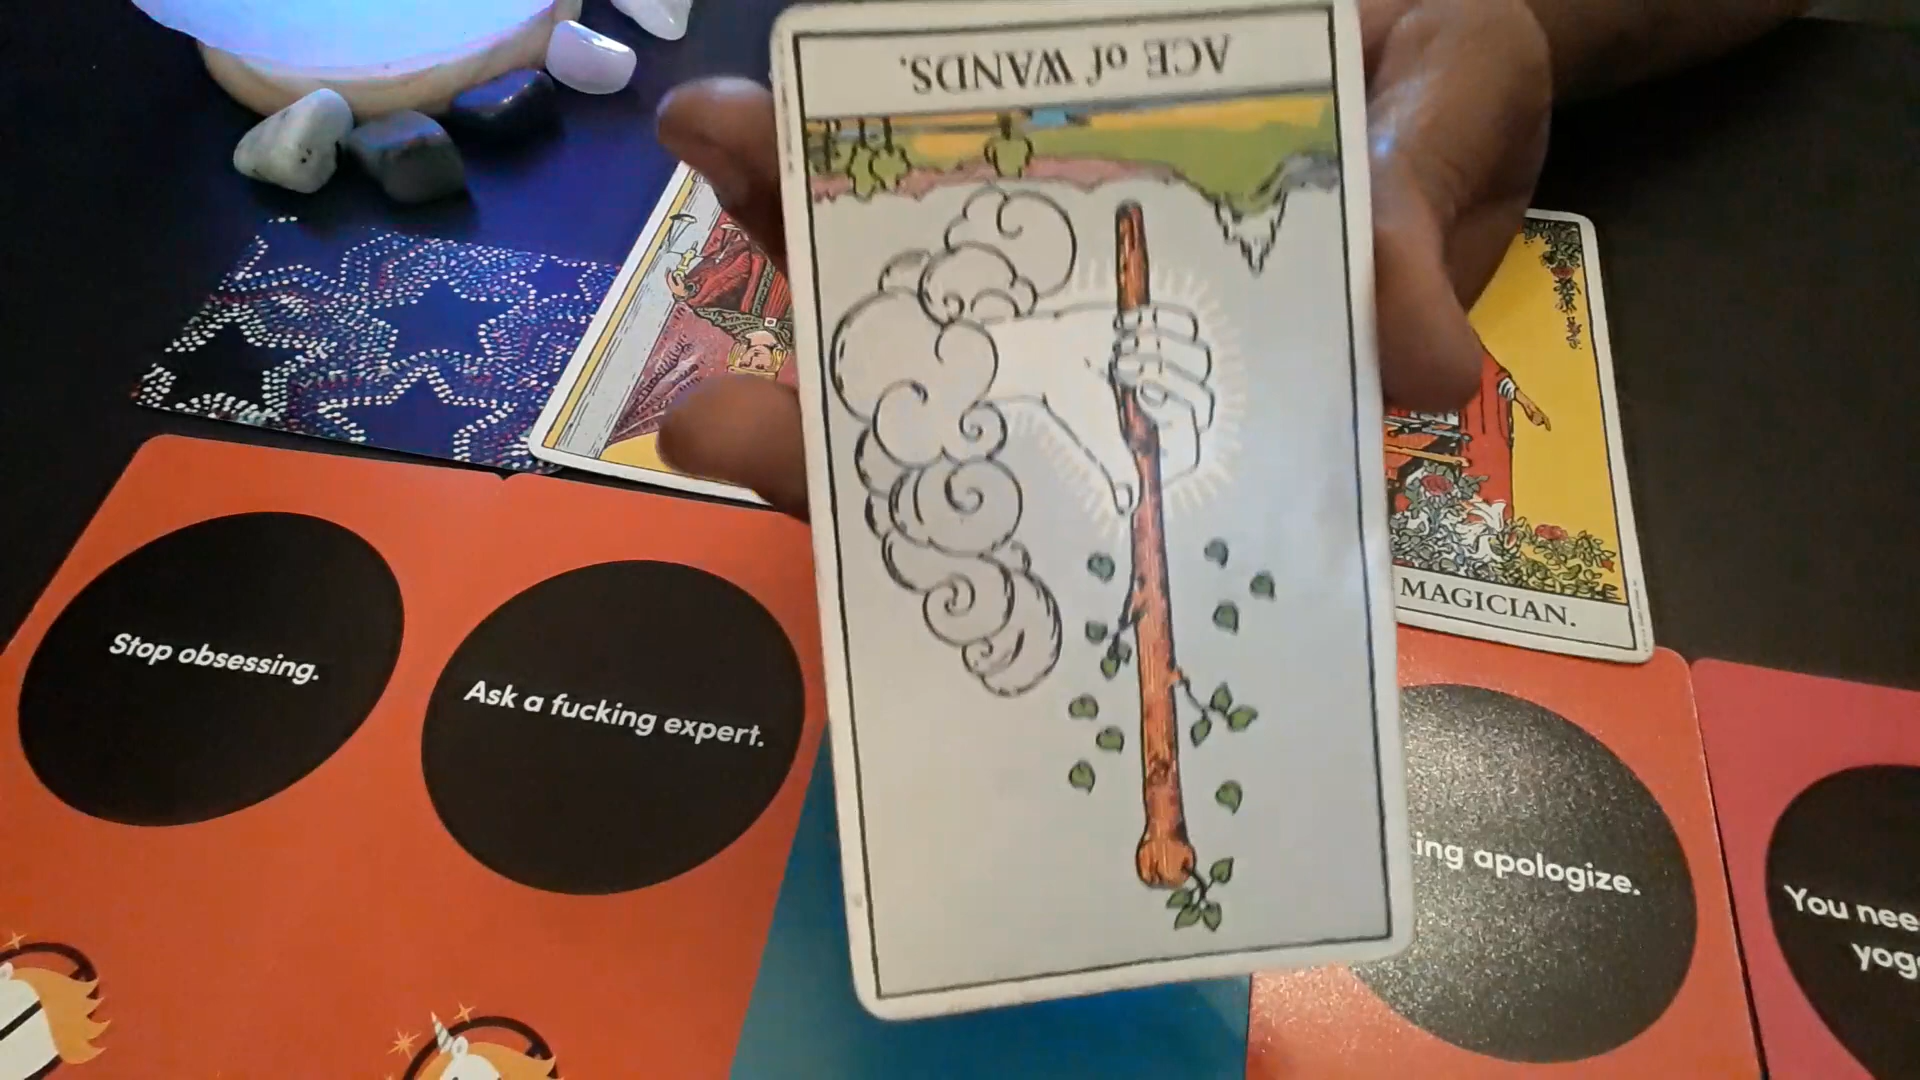 ACE of WANDS.
MAGICIAN.
Stop obsessing.
Ask a fucking expert.
ing apologize.
You nee
yog